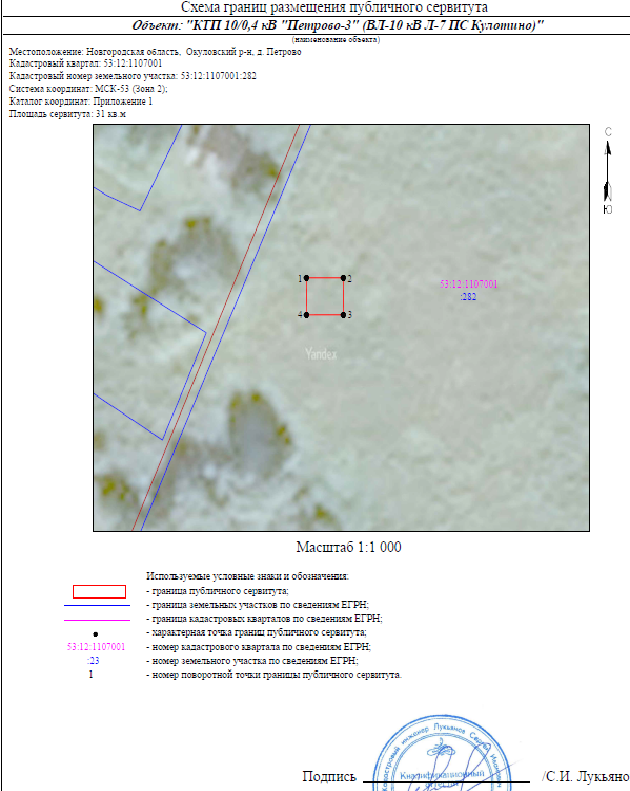 Схема границ размещения публичного сервитута
Объект: "КТП 10/0,4 кВ "Петрово-3" (ВЛ-10 кВ Л-7 ПС Кулотино)"
(наименование объекта)
Местоположение: Новгородская область, Окуловский р-н, д. Петрово
Кадастровый квартал: 53:12:1107001
Кадастровый номер земельного участка: 53:12:1107001:282
Система координат: МСК-53 (Зона 2);
Каталог координат: Приложение 1.
Площадь сервитута: 31 кв.м
С
Ю
1 2
53:12:1107001
:282
4 3
Yandex
Масштаб 1:1 000
Используемые условные знаки и обозначения:
- граница публичного сервитута;
- граница земельных участков по сведениям ЕГРН;
- граница кадастровых кварталов по сведениям ЕГРН;
- характерная точка границ публичного сервитута;
53:12:1107001 - номер кадастрового квартала по сведениям ЕГРН;
:23 - номер земельного участка по сведениям ЕГРН;
1 - номер поворотной точки границы публичного сервитута.
Кадастровый инженер Лукьянов
Квалификационный
Подпись /С.И. Лукьяно